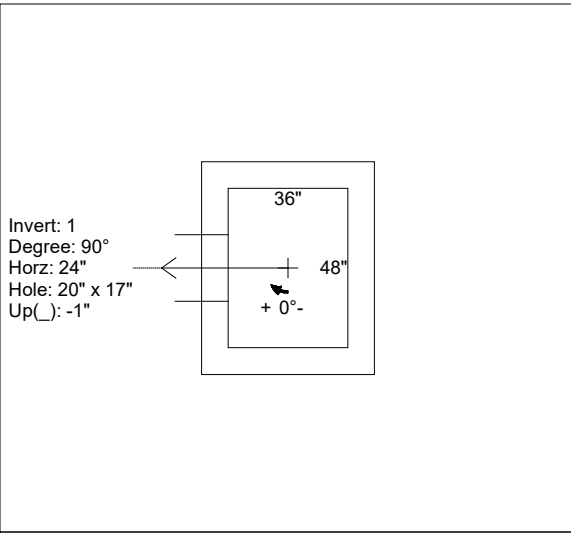 36"
Invert: 1
Degree: 90°
Horz: 24"
48"
Hole: 20" x 17"
Up(_): -1"
+ 0°-